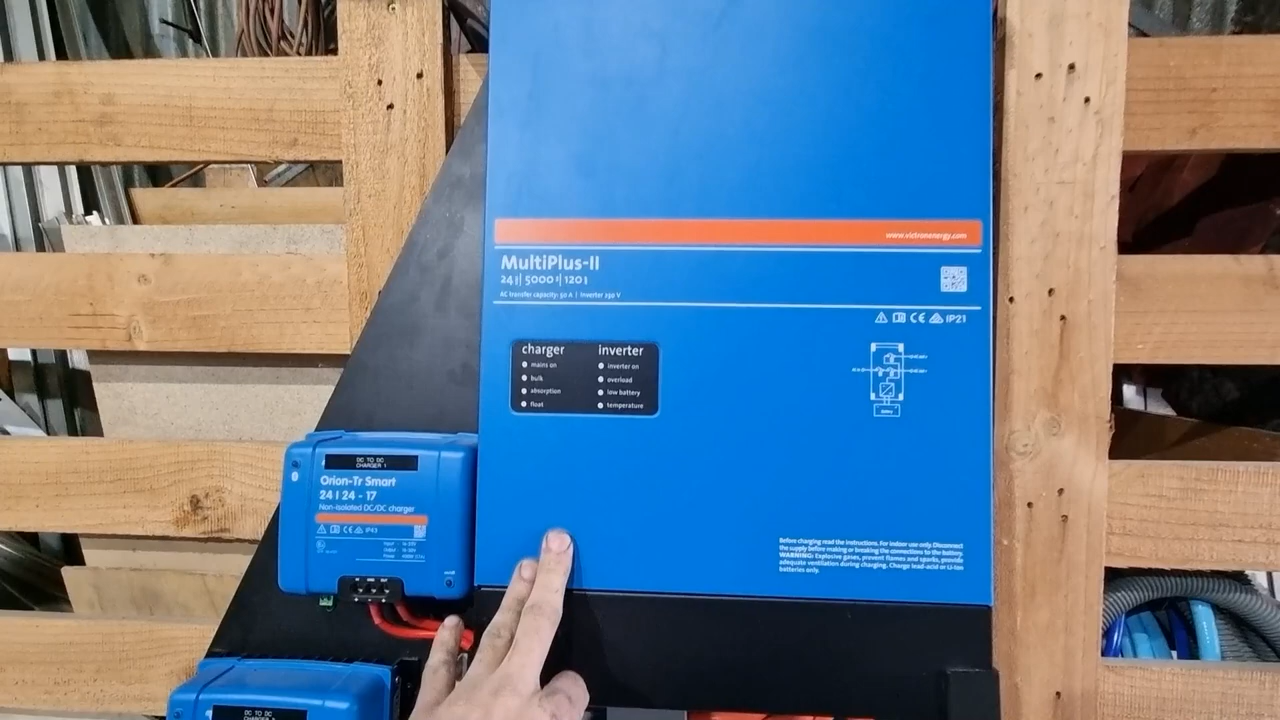 www.victronenergy.com
MultiPlus-II
24 | 5000 | 120
AC transfer capacity: 50 A | Inverter 230 V
IP21
charger inverter
mains on inverter on
bulk overload
absorption low battery
float temperature
DC TO DC
CHARGER 1
Orion-Tr Smart
24 | 24 - 17
Non-isolated DC/DC charger
IP43
Input
Output
Power
Before charging read the instructions. For indoor use only. Disconnect
the supply before making or breaking the connections to the battery.
WARNING: Explosive gases, prevent flames and sparks, provide
adequate ventilation during charging. Charge lead-acid or Li-Ion
batteries only.
DC TO DC